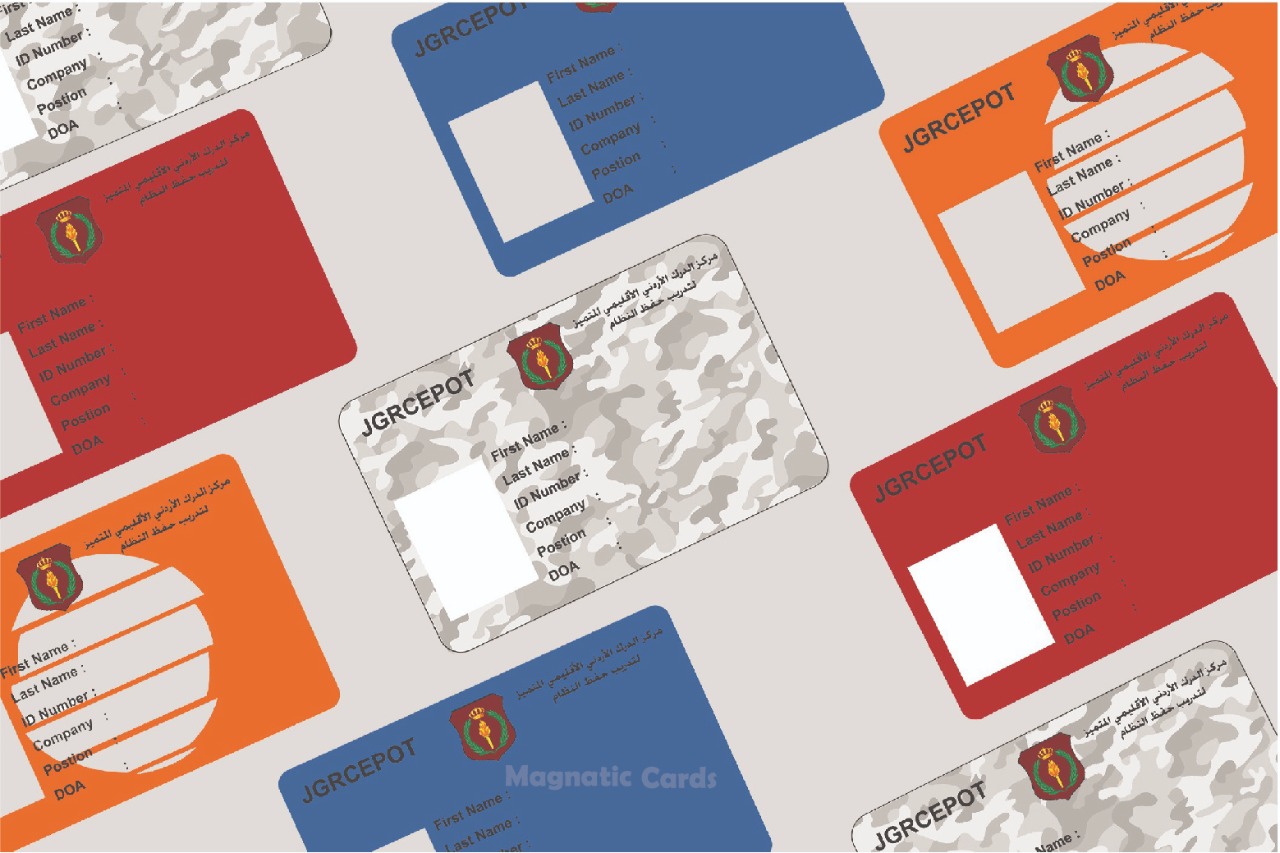 First
Last Name :
ID Number :
Company :
Postion :
DOA
JGRCEPOT
First Name :
Last Name :
ID Number :
Company :
Postion :
DOA
JGRCEPOT
First Name :
Last Name :
ID Number :
Company :
Postion :
DOA
مركز الدرك الأردني الأقليمي المتميز
لتدريب حفظ النظام
First Name :
Last Name :
ID Number :
Company :
Postion :
DOA
مركز الدرك الأردني الأقليمي المتميز
لتدريب حفظ النظام
JGRCEPOT
First Name :
Last Name :
ID Number :
Company :
Postion :
DOA
مركز الدرك الأردني الأقليمي المتميز
لتدريب حفظ النظام
JGRCEPOT
First Name :
Last Name :
ID Number :
Company :
Postion :
DOA
مركز الدرك الأردني الأقليمي المتميز
لتدريب حفظ النظام
First Name :
Last Name :
ID Number :
Company :
Postion :
DOA
مركز الدرك الأردني الأقليمي المتميز
لتدريب حفظ النظام
JGRCEPOT
First Name :
Last Name :
Magnatic Cards
مركز الدرك الأردني الأقليمي المتميز
لتدريب حفظ النظام
JGRCEPOT
Name :